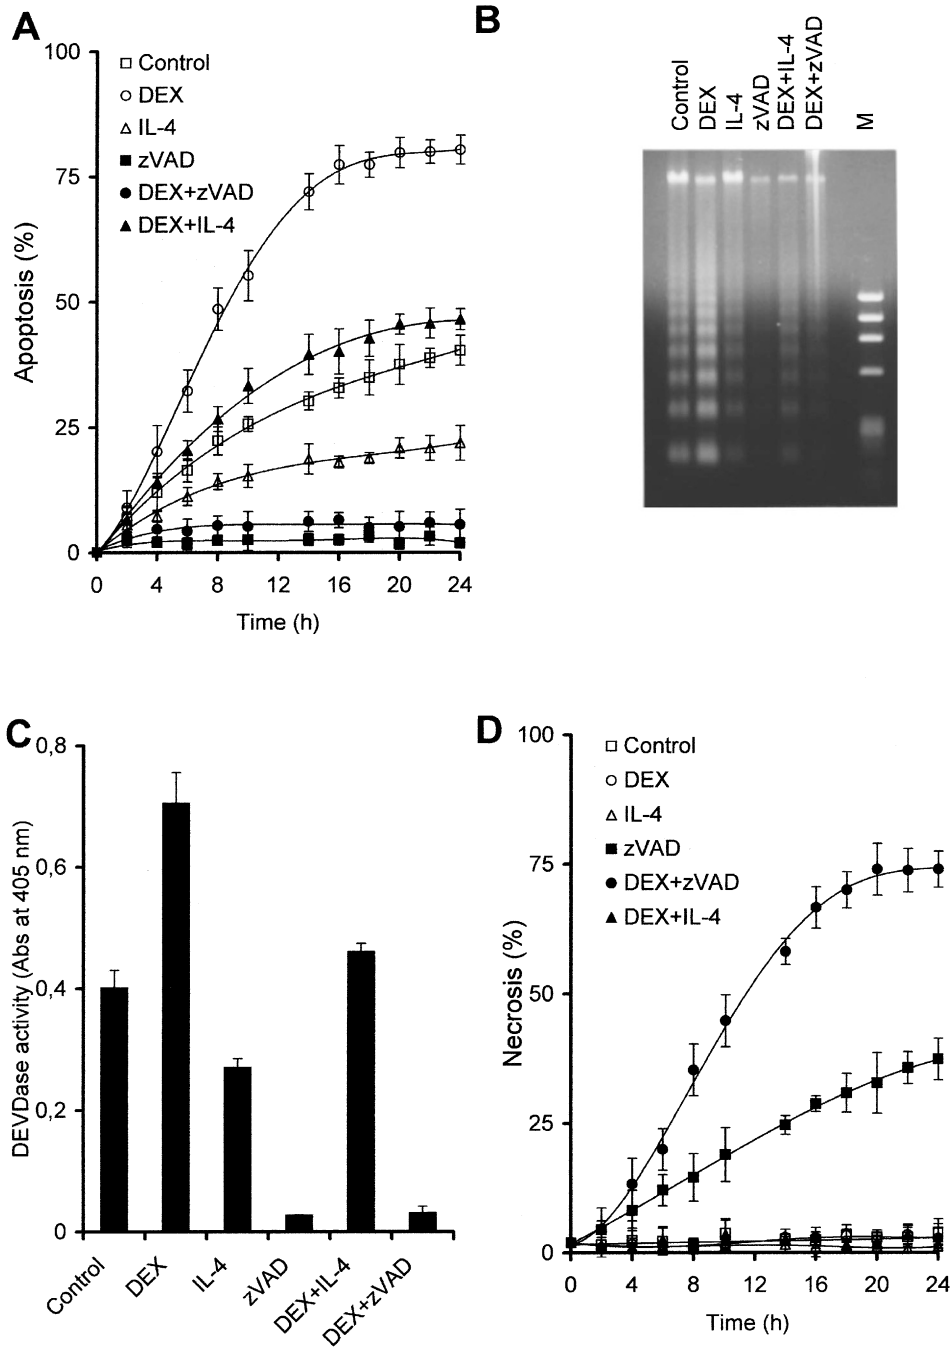 A
100
75
50
25
0
Apoptosis (%)
Control
DEX
IL-4
zVAD
DEX+zVAD
DEX+IL-4
0 4 8 12 16 20 24
Time (h)
B
Control
DEX
IL-4
zVAD
DEX+IL-4
DEX+zVAD
M
C
0,8
0,6
0,4
0,2
0
DEVDase activity (Abs at 405 nm)
Control
DEX
IL-4
zVAD
DEX+IL-4
DEX+zVAD
D
100
75
50
25
0
Necrosis (%)
Control
DEX
IL-4
zVAD
DEX+zVAD
DEX+IL-4
0 4 8 12 16 20 24
Time (h)